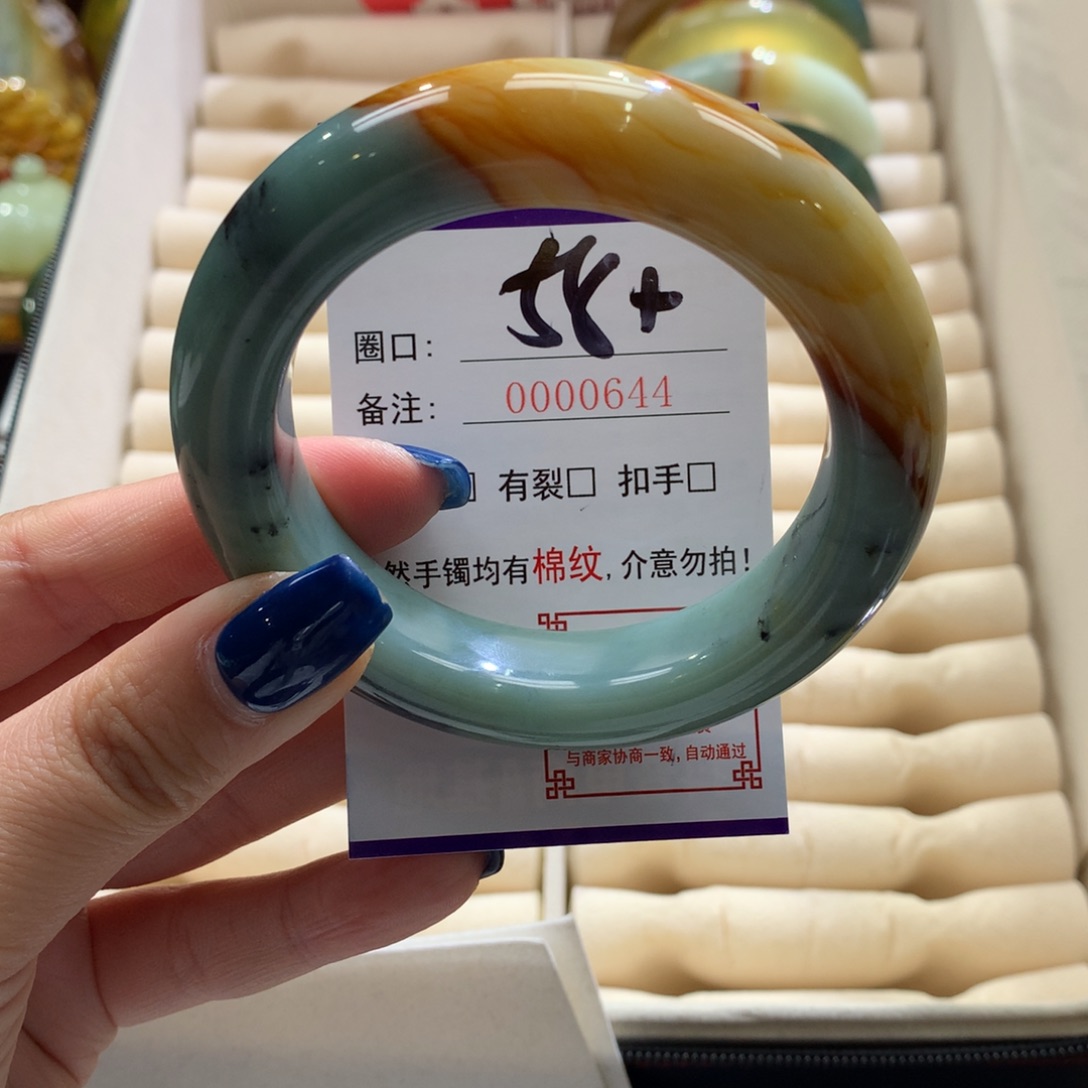 圈口: 58+
备注: 0000644
□ 有裂□ 扣手□
然手镯均有棉纹,介意勿拍!
与商家协商一致,自动通过